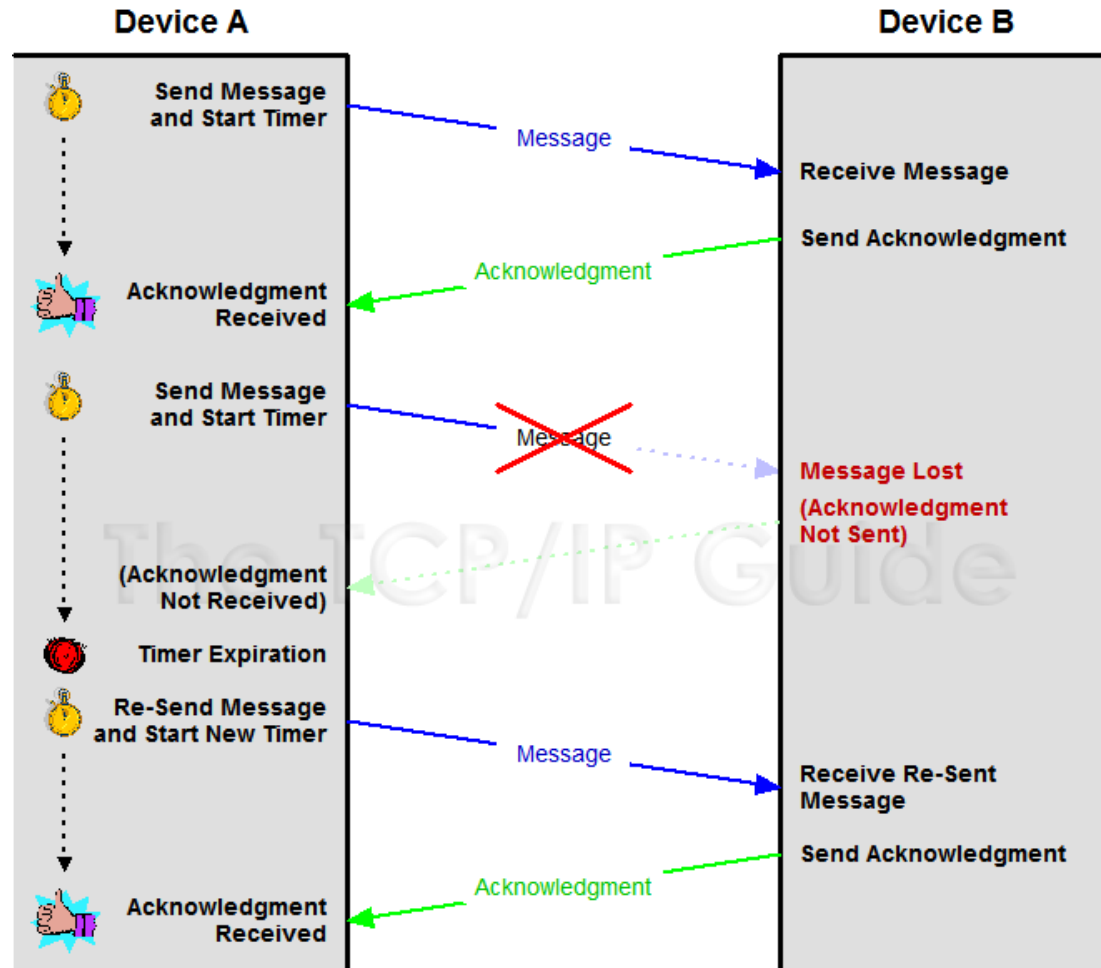 Device A
Device B
Send Message
and Start Timer
Message
Receive Message
Send Acknowledgment
Acknowledgment
Acknowledgment
Received
Send Message
and Start Timer
Message
Message Lost
(Acknowledgment
Not Sent)
The TCP/IP Guide
(Acknowledgment
Not Received)
Timer Expiration
Re-Send Message
and Start New Timer
Message
Receive Re-Sent
Message
Send Acknowledgment
Acknowledgment
Acknowledgment
Received